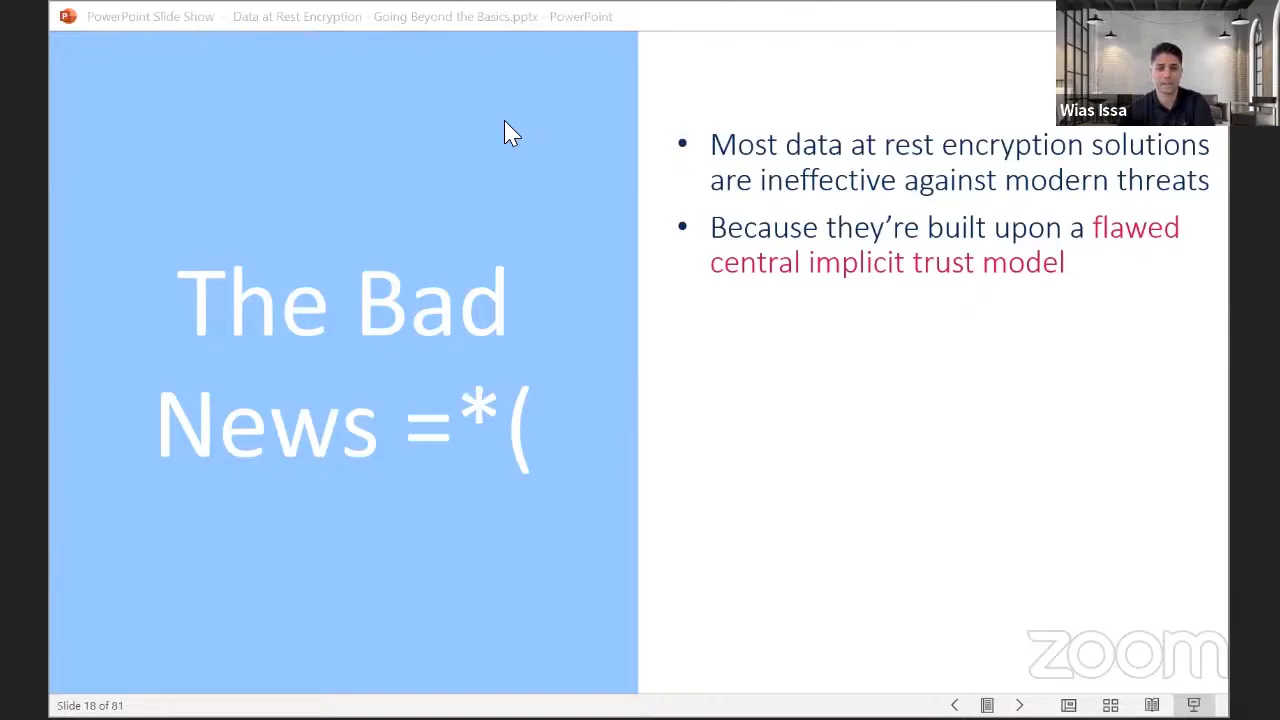 PowerPoint Slide Show - Data at Rest Encryption - Going Beyond the Basics.pptx - PowerPoint
Wias Issa
The Bad
News =*(
• Most data at rest encryption solutions
are ineffective against modern threats
• Because they’re built upon a flawed
central implicit trust model
zoom
Slide 18 of 81